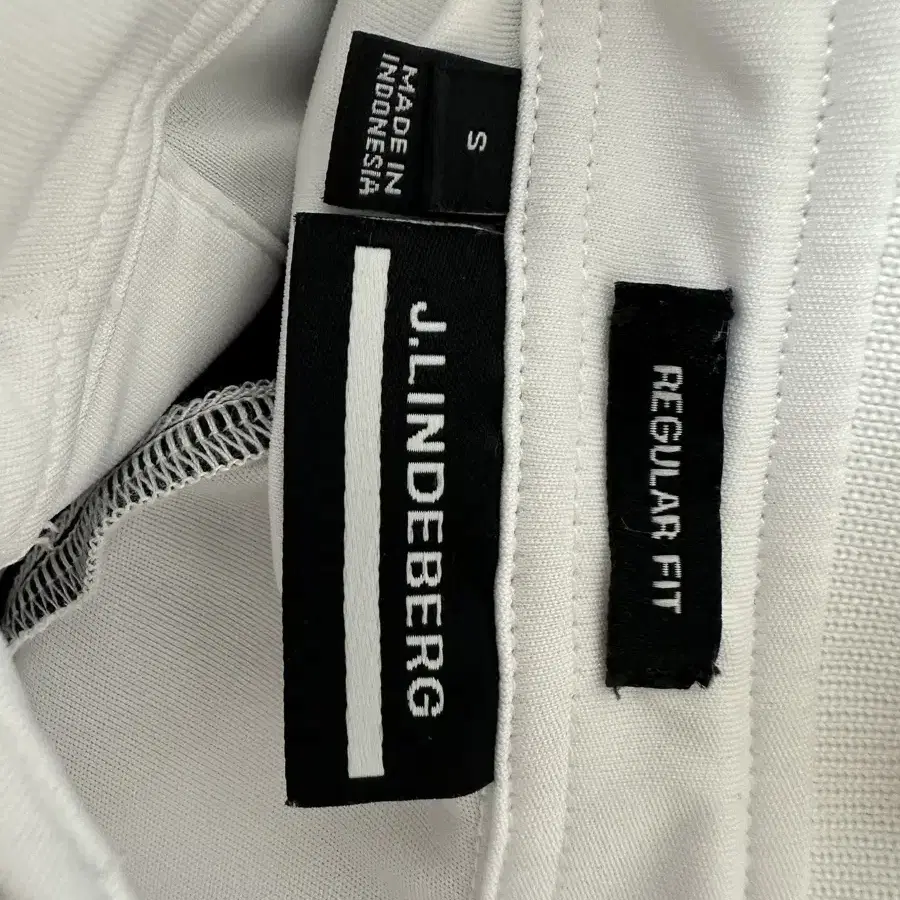 MADE IN
INDONESIA
S
J.LINDEBERG
REGULAR FIT